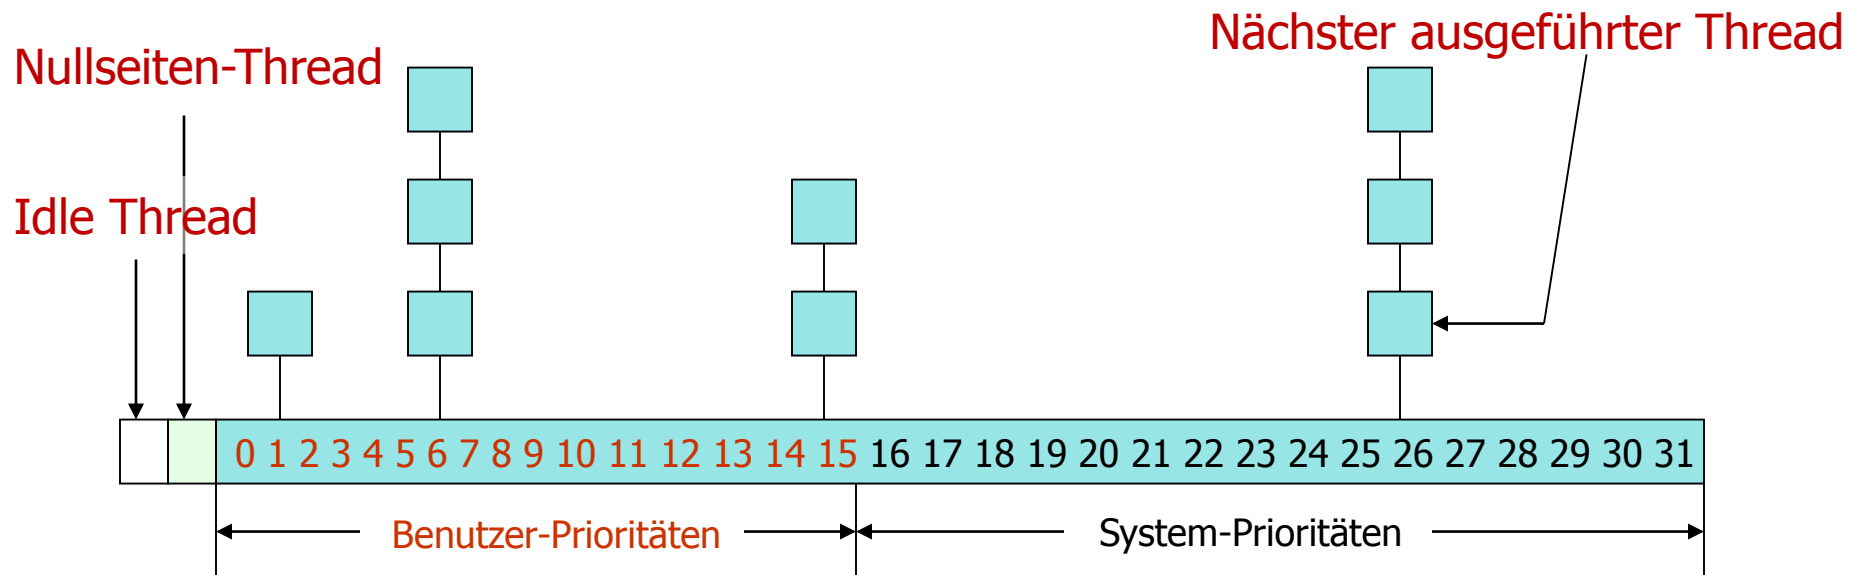 Nächster ausgeführter Thread
Nullseiten-Thread
Idle Thread
0 1 2 3 4 5 6 7 8 9 10 11 12 13 14 15 16 17 18 19 20 21 22 23 24 25 26 27 28 29 30 31
Benutzer-Prioritäten
System-Prioritäten